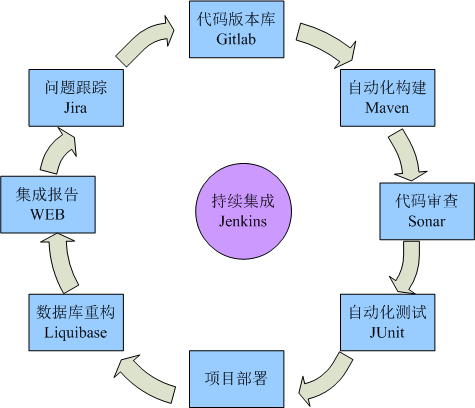 代码版本库
Gitlab
自动化构建
Maven
代码审查
Sonar
自动化测试
JUnit
项目部署
数据库重构
Liquibase
集成报告
WEB
问题跟踪
Jira
持续集成
Jenkins